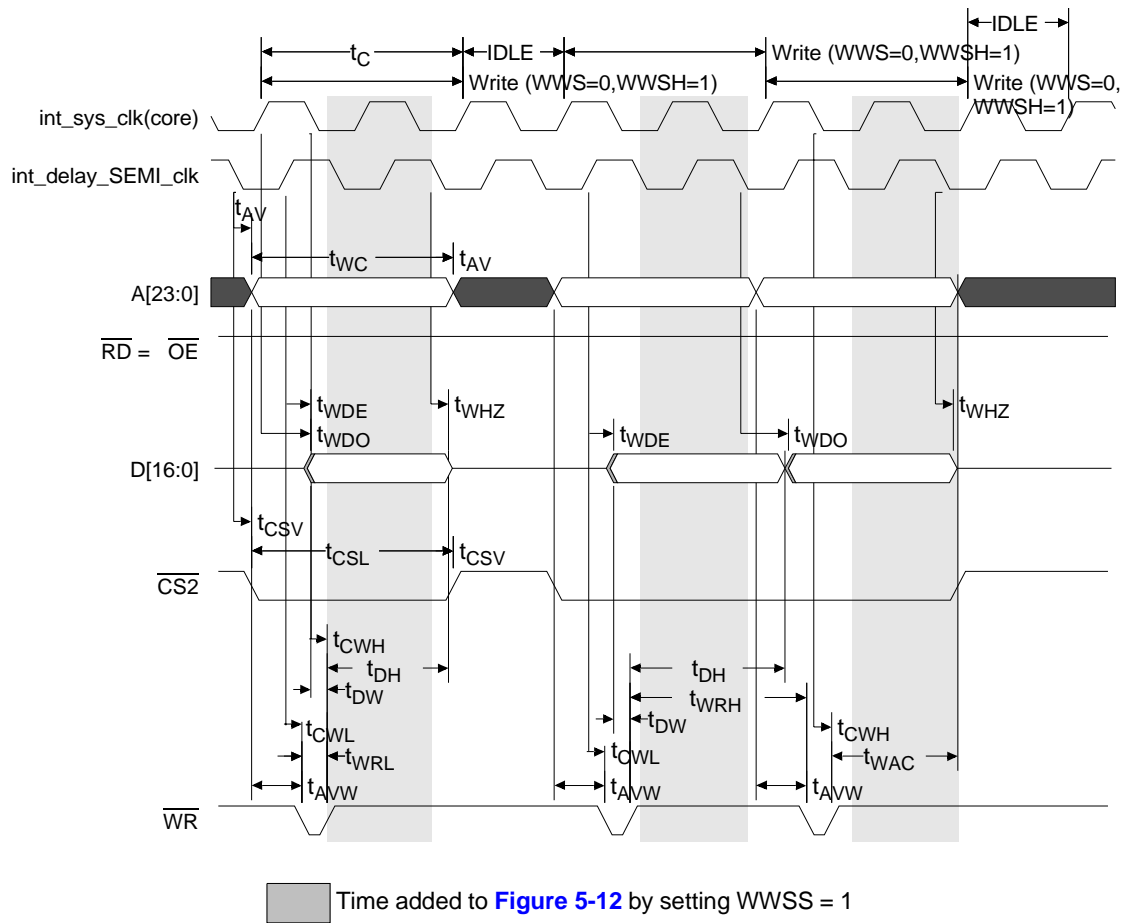 IDLE
tC
IDLE
Write (WWS=0,WWSH=1)
Write (WWS=0,WWSH=1)
Write (WWS=0,
WWSH=1)
int_sys_clk(core)
int_delay_SEMI_clk
tAV
tWC
tAV
A[23:0]
RD = OE
tWDE
tWHZ
tWDE
tWHZ
tWDO
tWDO
D[16:0]
tCSV
tCSL
tCSV
CS2
tCWH
tDH
tDH
tDW
tWRH
tDW
tCWL
tCWH
tWRL
tCWL
tWAC
tAVW
tAVW
tAVW
WR
Time added to Figure 5-12 by setting WWSS = 1